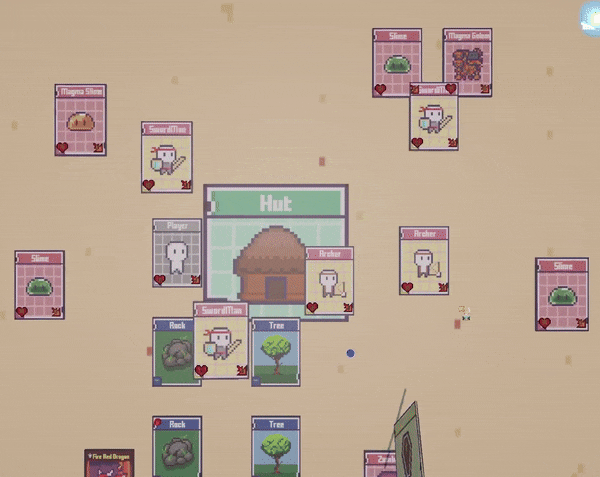 Slime
Magma Golem
Magma Slime
SwordMan
SwordMan
Hut
Player
Archer
Archer
Slime
Slime
SwordMan
Rock
Tree
Rock
Tree
Fire Red Dragon